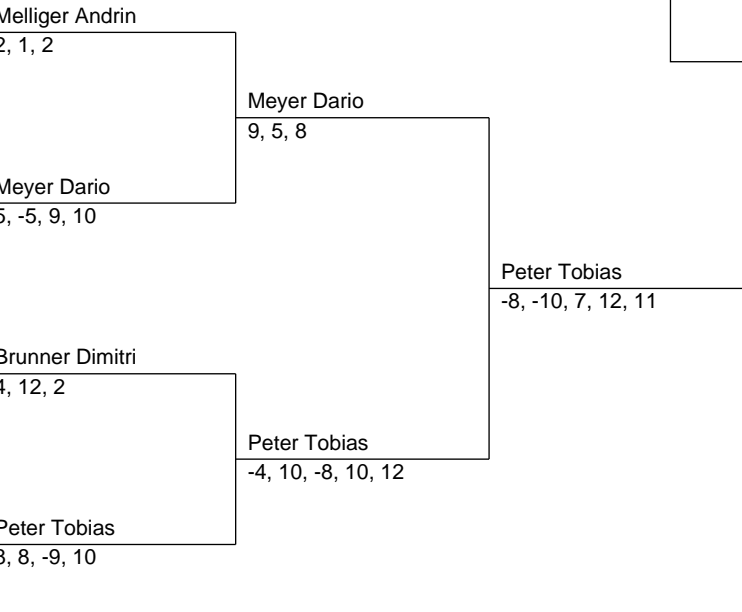 Melliger Andrin
2, 1, 2
Meyer Dario
9, 5, 8
Meyer Dario
5, -5, 9, 10
Peter Tobias
-8, -10, 7, 12, 11
Brunner Dimitri
4, 12, 2
Peter Tobias
-4, 10, -8, 10, 12
Peter Tobias
8, -9, 10